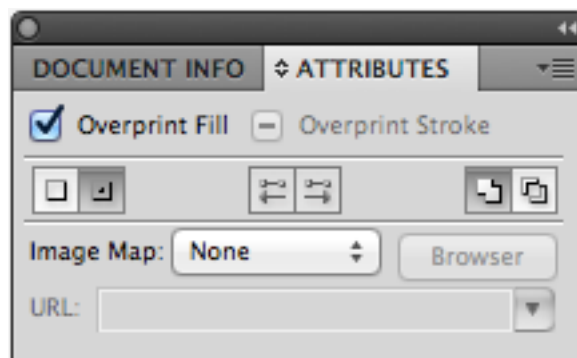 DOCUMENT INFO ATTRIBUTES
Overprint Fill Overprint Stroke
Image Map: None Browser
URL: